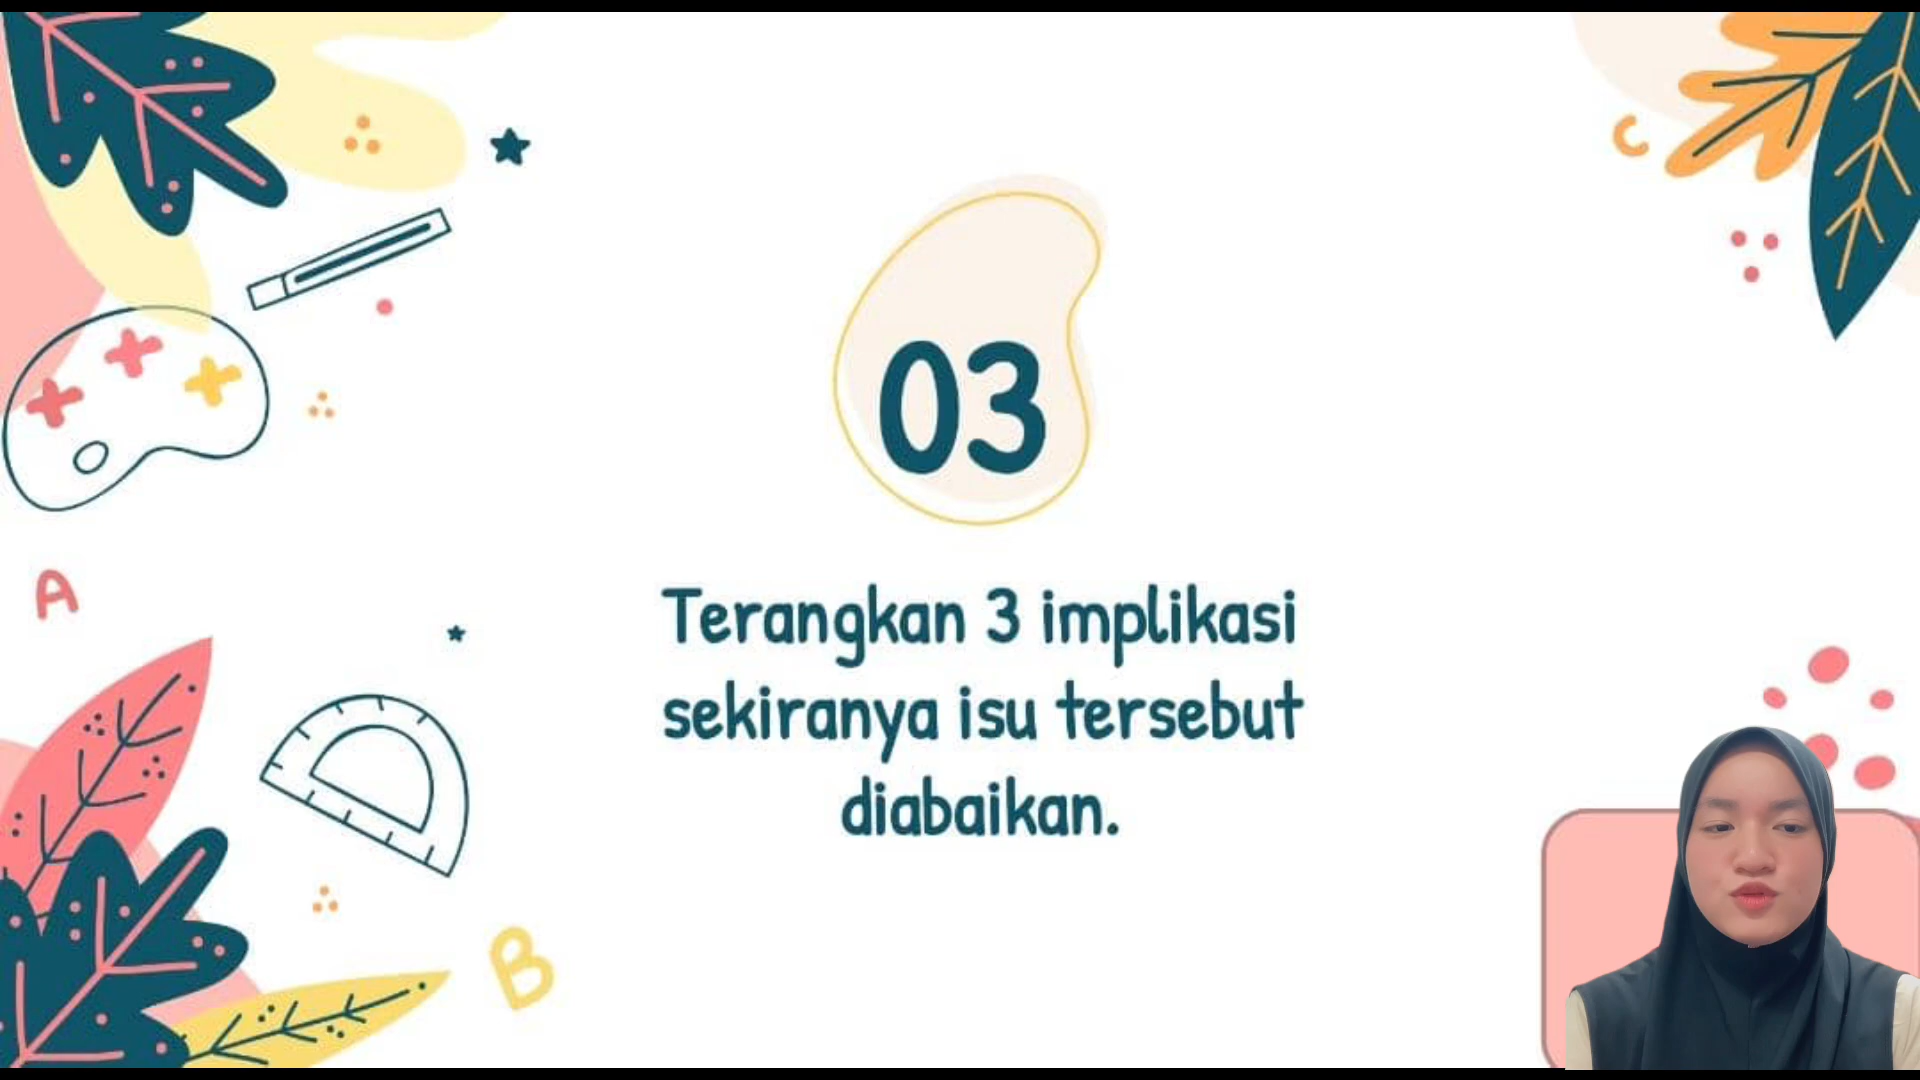 03
Terangkan 3 implikasi
sekiranya isu tersebut
diabaikan.
C
A
B